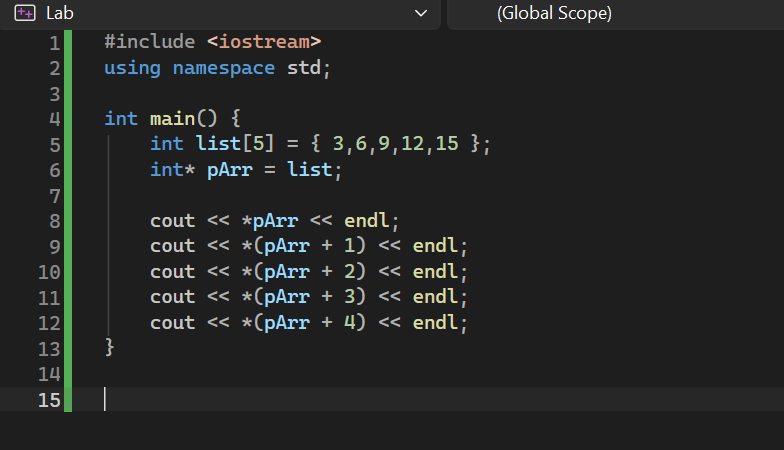 Lab (Global Scope)
1 #include <iostream>
2 using namespace std;
3
4 int main() {
5     int list[5] = { 3,6,9,12,15 };
6     int* pArr = list;
7
8     cout << *pArr << endl;
9     cout << *(pArr + 1) << endl;
10     cout << *(pArr + 2) << endl;
11     cout << *(pArr + 3) << endl;
12     cout << *(pArr + 4) << endl;
13 }
14
15